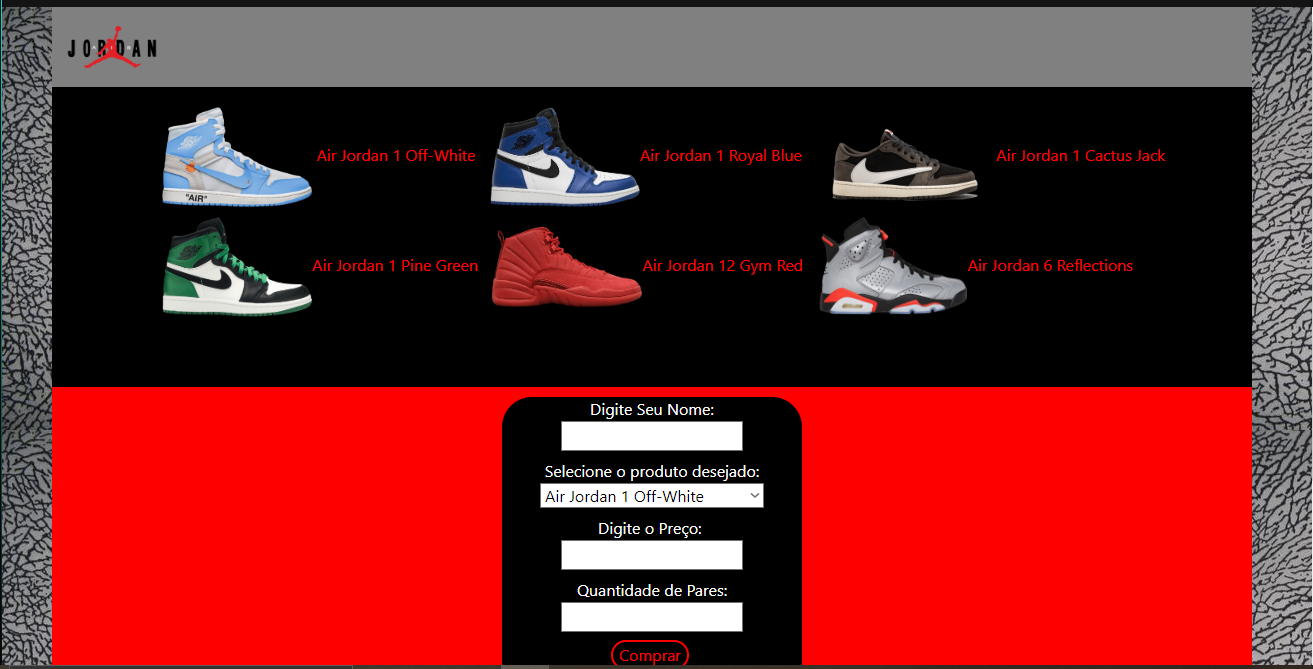 JORDAN
Air Jordan 1 Off-White
Air Jordan 1 Royal Blue
Air Jordan 1 Cactus Jack
"AIR"
Air Jordan 1 Pine Green
Air Jordan 12 Gym Red
Air Jordan 6 Reflections
Digite Seu Nome:
Selecione o produto desejado:
Air Jordan 1 Off-White
Digite o Preço:
Quantidade de Pares:
Comprar